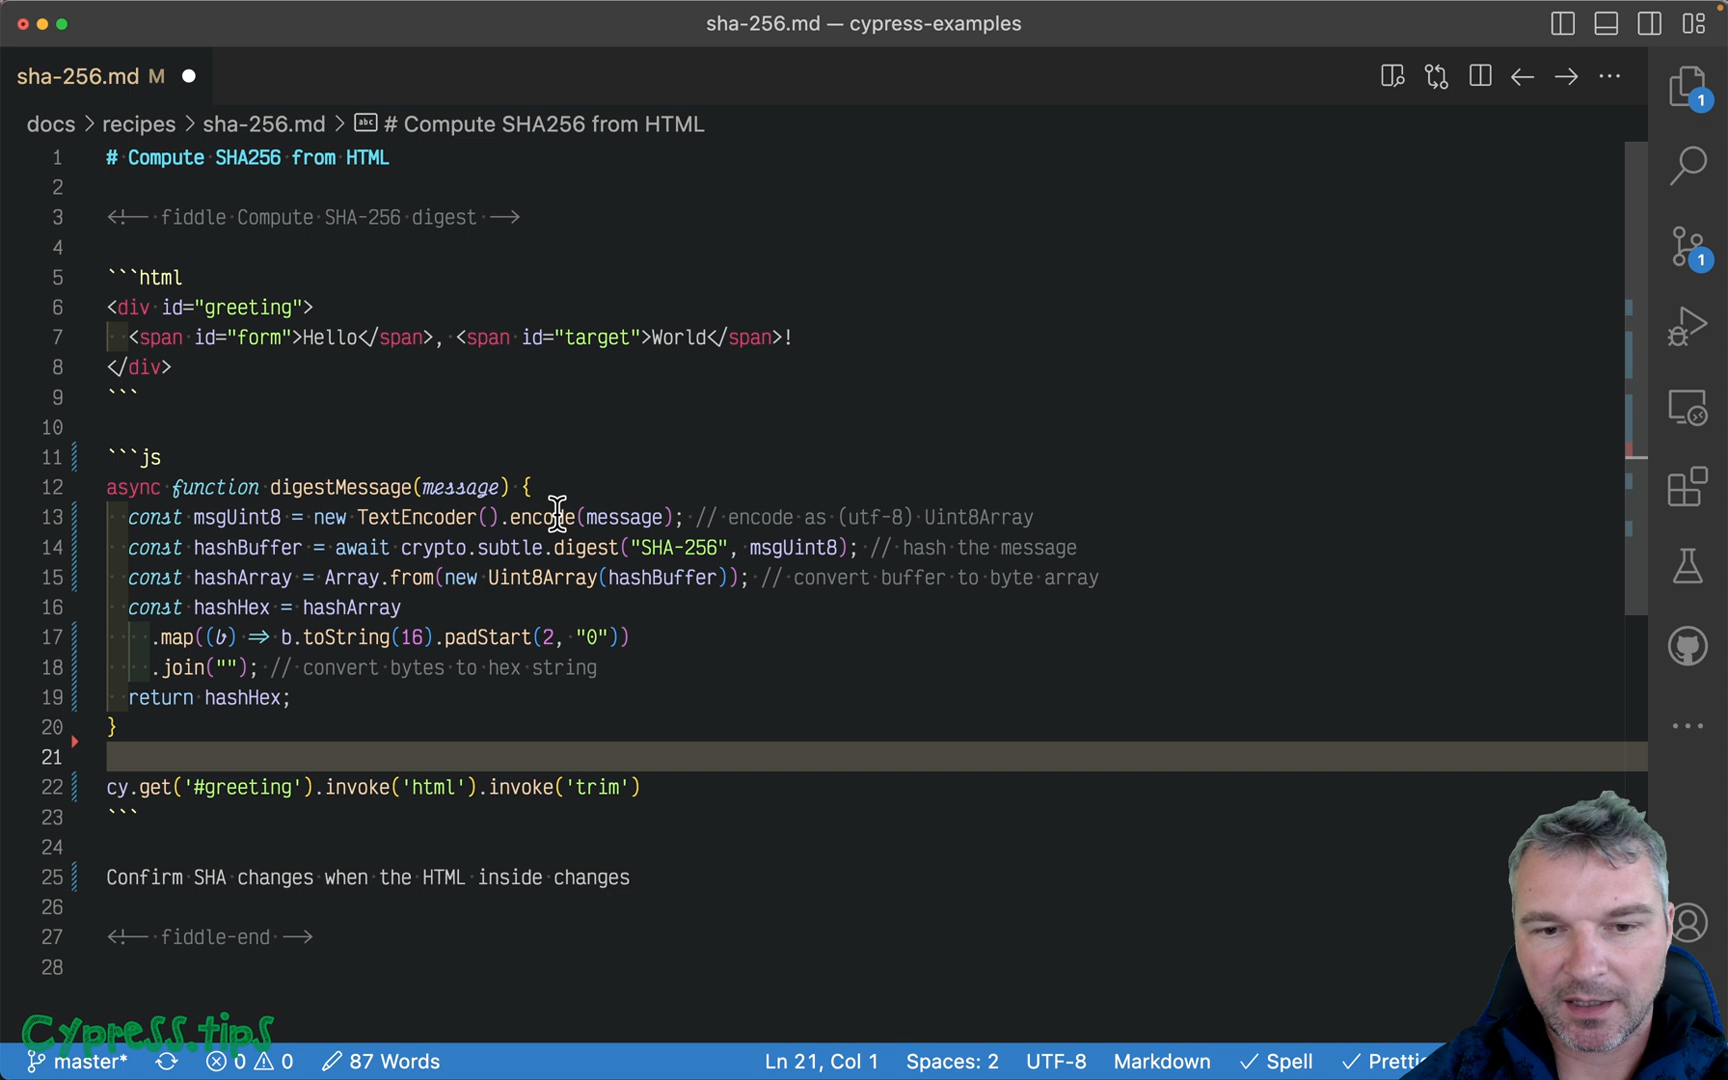 sha-256.md — cypress-examples
sha-256.md M
1
docs > recipes > sha-256.md > # Compute SHA256 from HTML
1 # Compute SHA256 from HTML
2
3 <!-- fiddle Compute SHA-256 digest -->
4
5 ```html
6 <div id="greeting">
7   <span id="form">Hello</span>, <span id="target">World</span>!
8 </div>
9 ```
10
11 ```js
12 async function digestMessage(message) {
13   const msgUint8 = new TextEncoder().encode(message); // encode as (utf-8) Uint8Array
14   const hashBuffer = await crypto.subtle.digest("SHA-256", msgUint8); // hash the message
15   const hashArray = Array.from(new Uint8Array(hashBuffer)); // convert buffer to byte array
16   const hashHex = hashArray
17     .map((b) => b.toString(16).padStart(2, "0"))
18     .join(""); // convert bytes to hex string
19   return hashHex;
20 }
21
22 cy.get('#greeting').invoke('html').invoke('trim')
23 ```
24
25 Confirm SHA changes when the HTML inside changes
26
27 <!-- fiddle-end -->
28
1
Cypress.tips
master* 0 0 87 Words Ln 21, Col 1 Spaces: 2 UTF-8 Markdown Spell